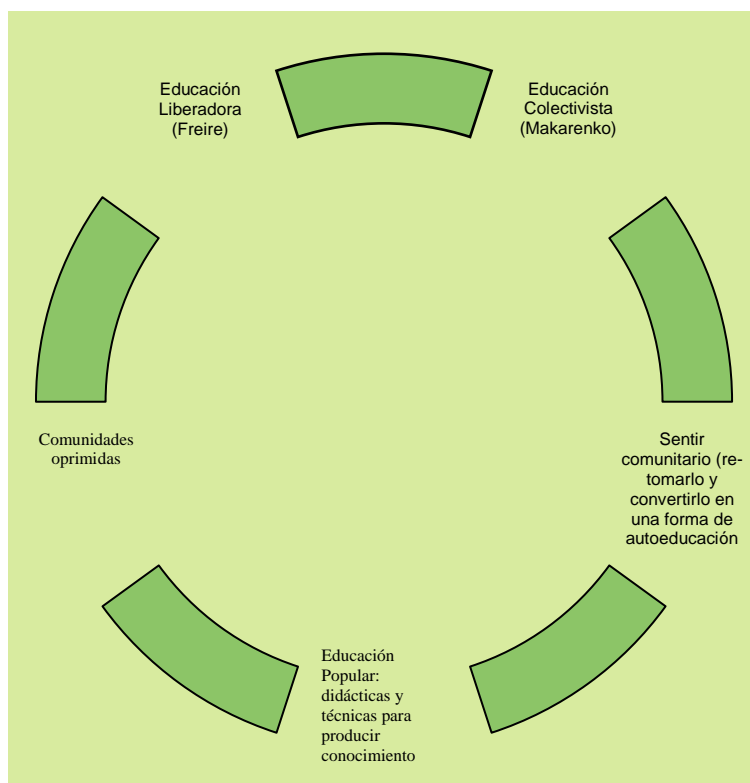 Educación
Liberadora
(Freire)
Educación
Colectivista
(Makarenko)
Comunidades
oprimidas
Sentir
comunitario (re-
tomarlo y
convertirlo en
una forma de
autoeducación
Educación
Popular:
didácticas y
técnicas para
producir
conocimiento